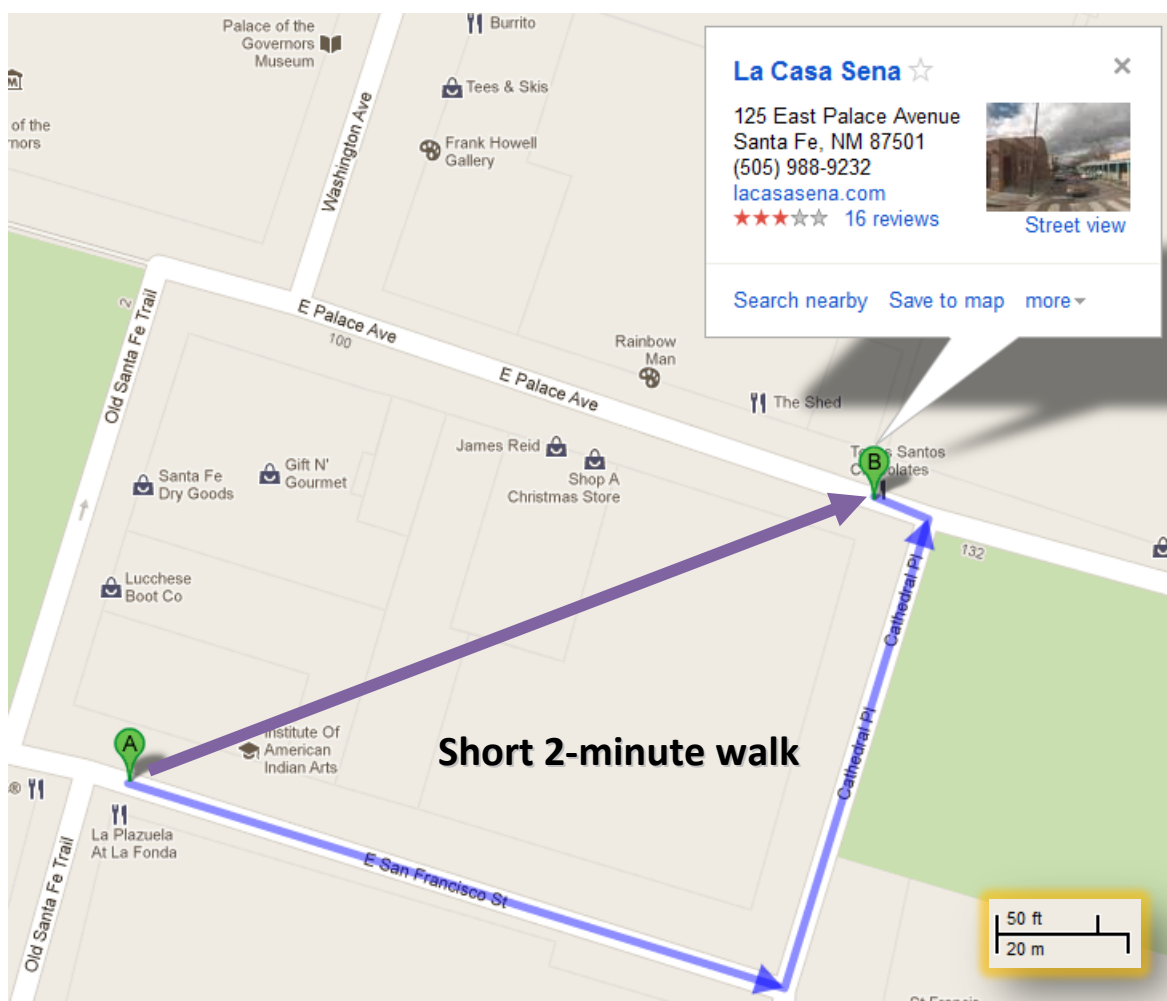 Palace of the
Governors
Museum
Burrito
Tees & Skis
of the
nors
Frank Howell
Gallery
Washington Ave
La Casa Sena
125 East Palace Avenue
Santa Fe, NM 87501
(505) 988-9232
lacasasena.com
16 reviews
Street view
Search nearby Save to map more
2
Old Santa Fe Trail
E Palace Ave
100
E Palace Ave
Rainbow
Man
The Shed
James Reid
Shop A
Christmas Store
Santos
B
Santa Fe
Dry Goods
Gift N'
Gourmet
132
Lucchese
Boot Co
Cathedral Pl
Cathedral Pl
A
Institute Of
American
Indian Arts
Short 2-minute walk
La Plazuela
At La Fonda
E San Francisco St
Old Santa Fe Trail
50 ft
20 m
St Francis